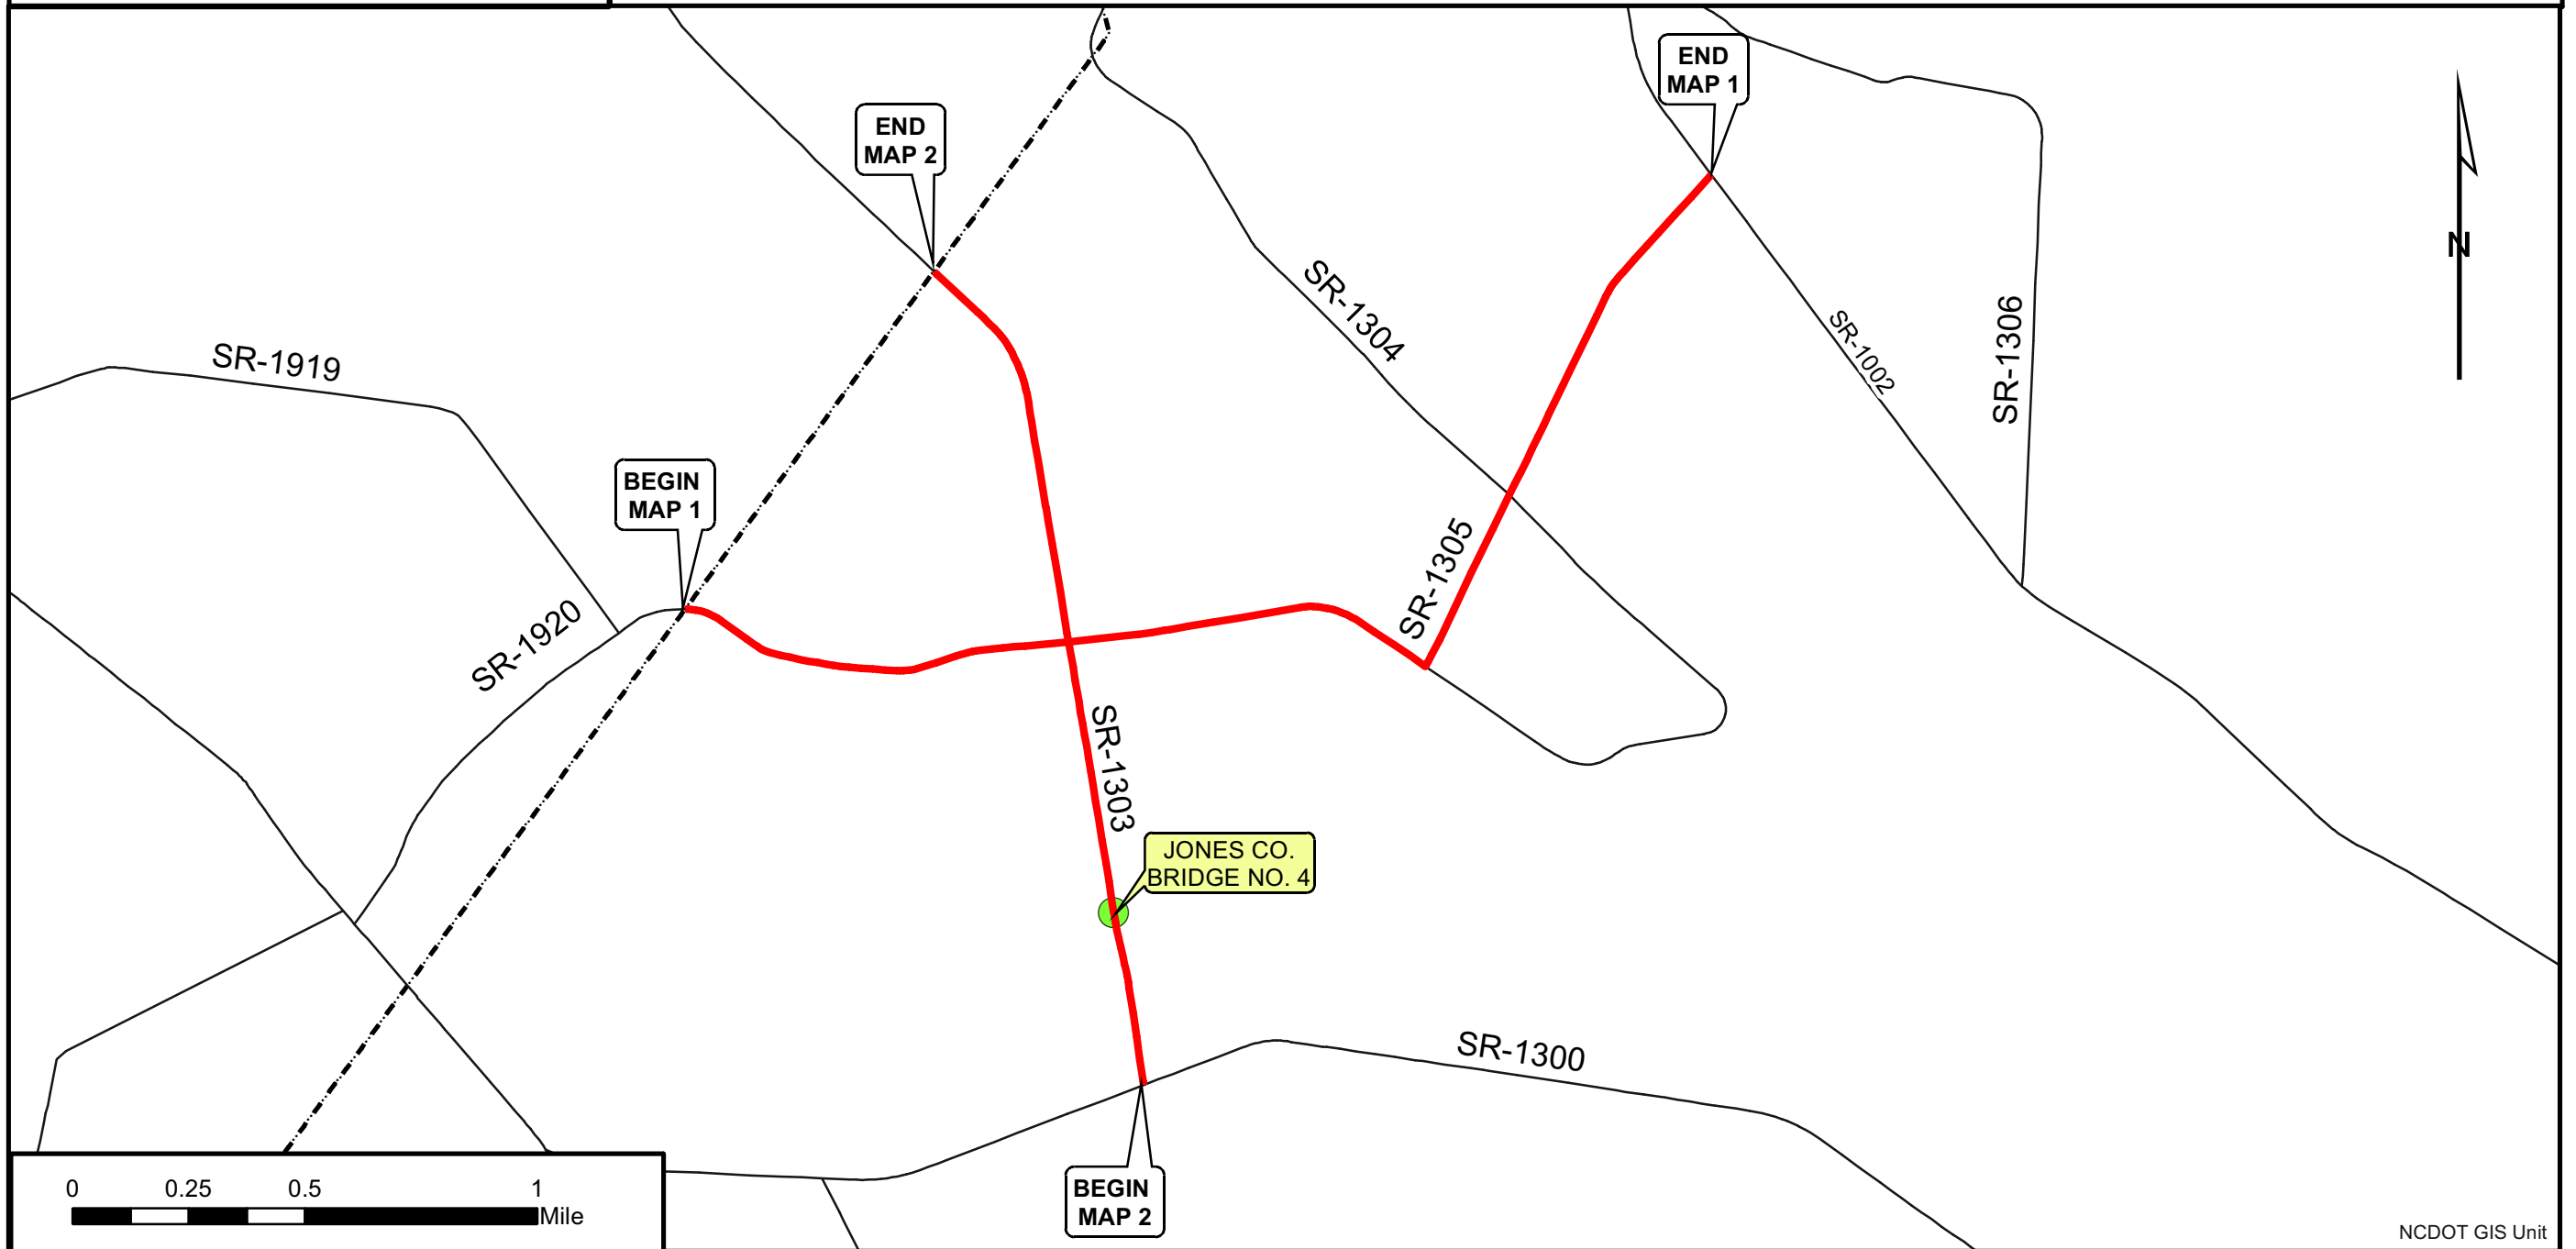 END
MAP 1
END
MAP 2
N
SR-1304
SR-1002
SR-1306
SR-1919
BEGIN
MAP 1
SR-1305
SR-1920
SR-1303
JONES CO.
BRIDGE NO. 4
SR-1300
BEGIN
MAP 2
0 0.25 0.5 1
Mile
NCDOT GIS Unit